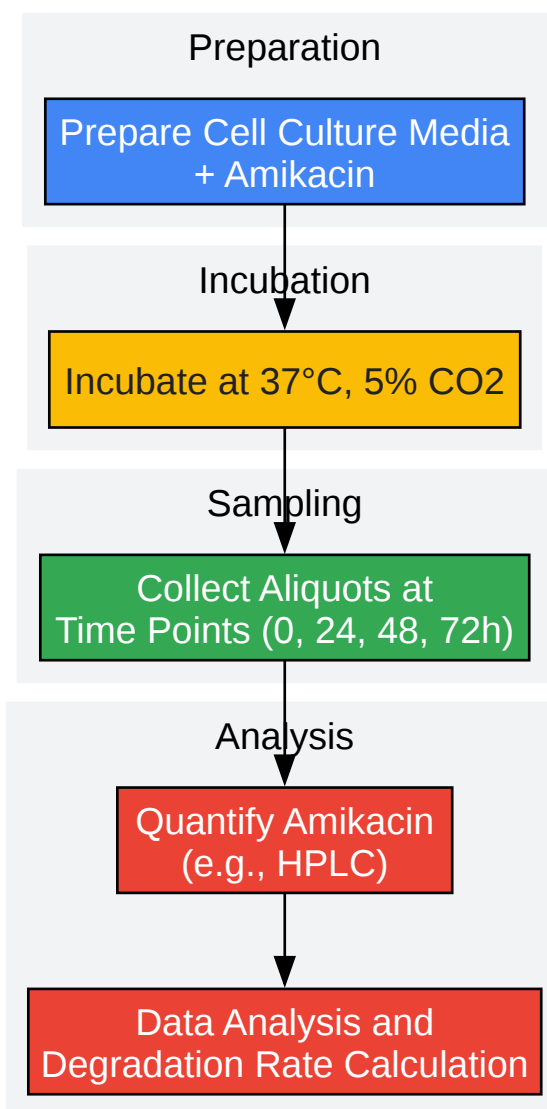 Preparation
Prepare Cell Culture Media
+ Amikacin
Incubation
Incubate at 37°C, 5% CO2
Sampling
Collect Aliquots at
Time Points (0, 24, 48, 72h)
Analysis
Quantify Amikacin
(e.g., HPLC)
Data Analysis and
Degradation Rate Calculation